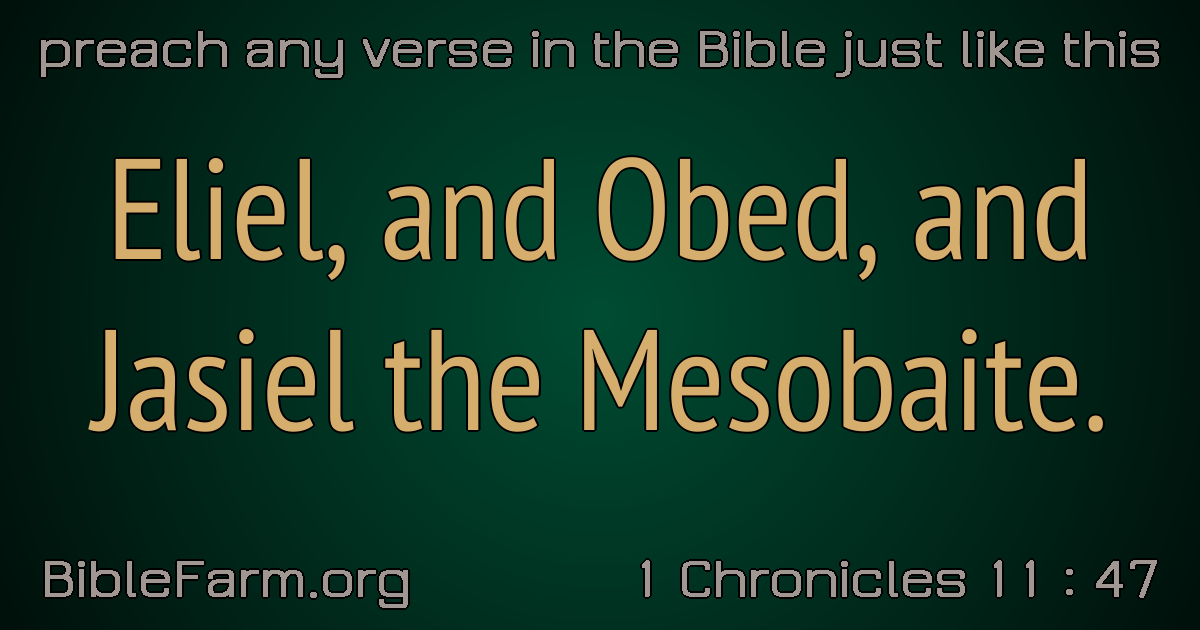 preach any verse in the Bible just like this
Eliel, and Obed, and
Jasiel the Mesobaite.
BibleFarm.org 1 Chronicles 11 : 47